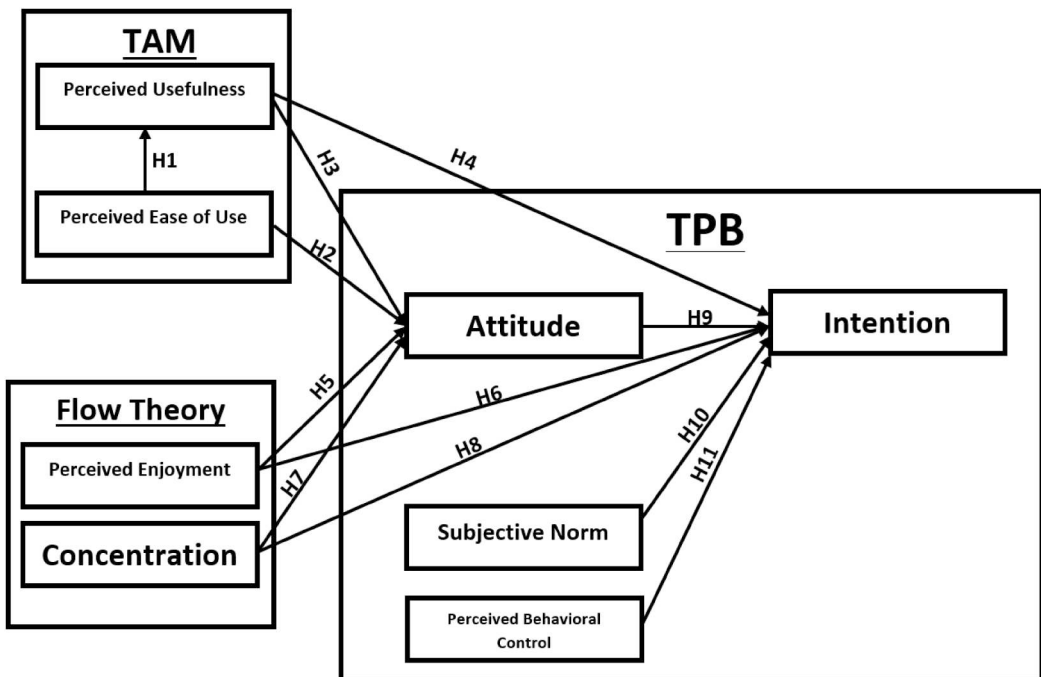 TAM
Perceived Usefulness
H1
Perceived Ease of Use
H3
H4
H2
TPB
Attitude
H9
Intention
Flow Theory
Perceived Enjoyment
Concentration
H5
H6
H7
H8
H10
H11
Subjective Norm
Perceived Behavioral
Control